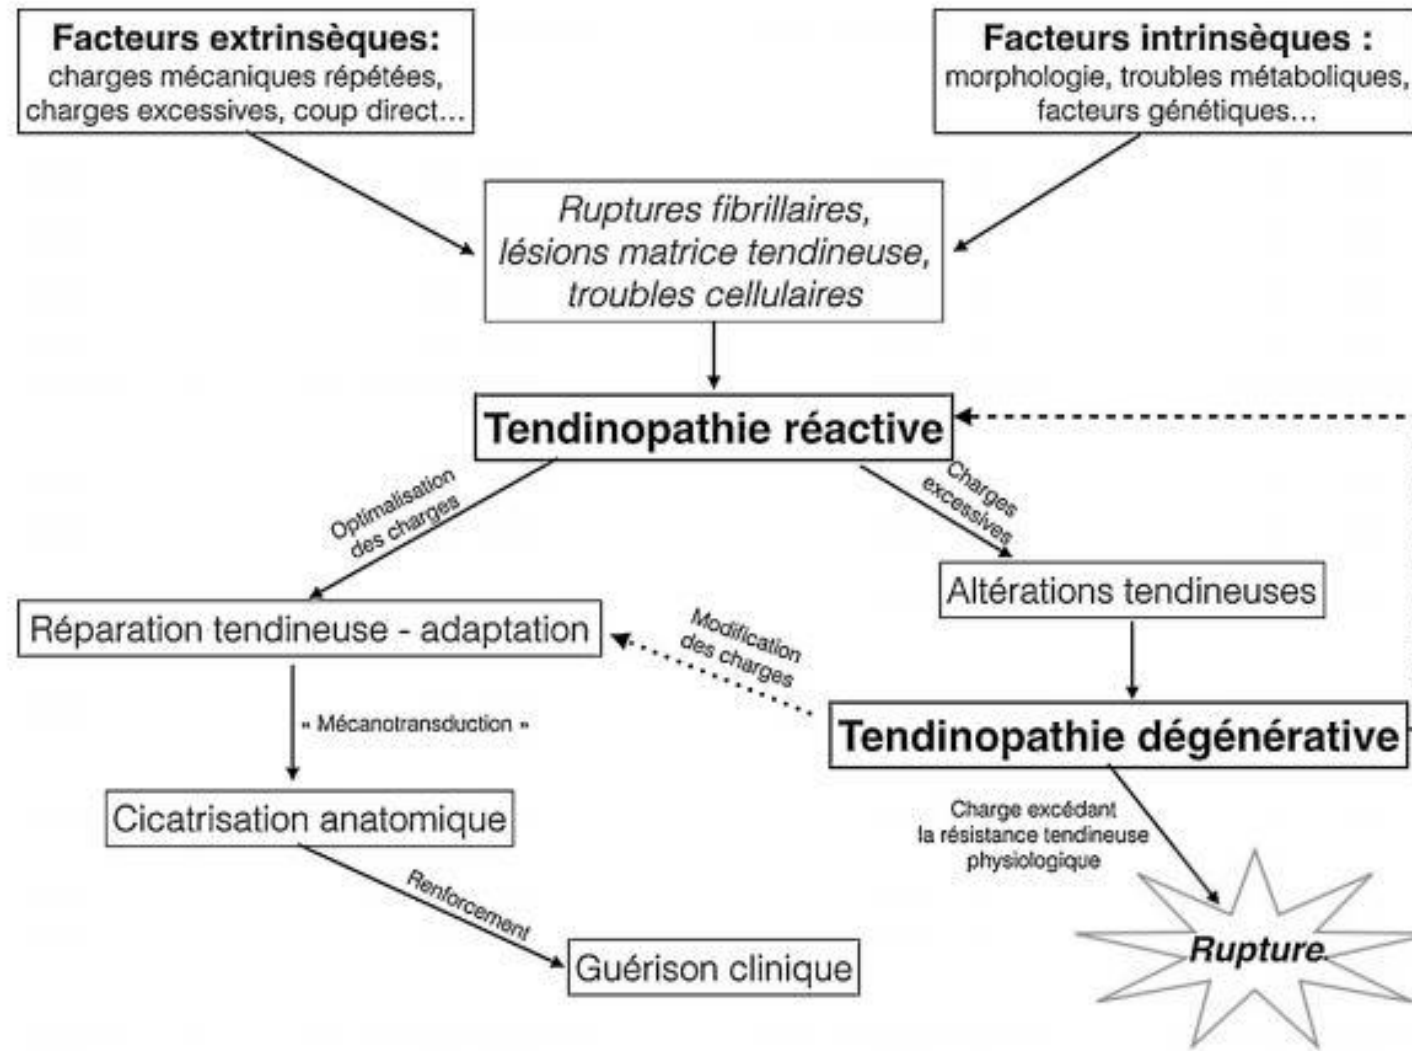 Facteurs extrinsèques:
charges mécaniques répétées,
charges excessives, coup direct...
Facteurs intrinsèques :
morphologie, troubles métaboliques,
facteurs génétiques...
Ruptures fibrillaires,
lésions matrice tendineuse,
troubles cellulaires
Tendinopathie réactive
Optimalisation
des charges
Charges
excessives
Altérations tendineuses
Réparation tendineuse - adaptation
Modification
des charges
« Mécanotransduction »
Tendinopathie dégénérative
Cicatrisation anatomique
Charge excédant
la résistance tendineuse
physiologique
Renforcement
Rupture
Guérison clinique